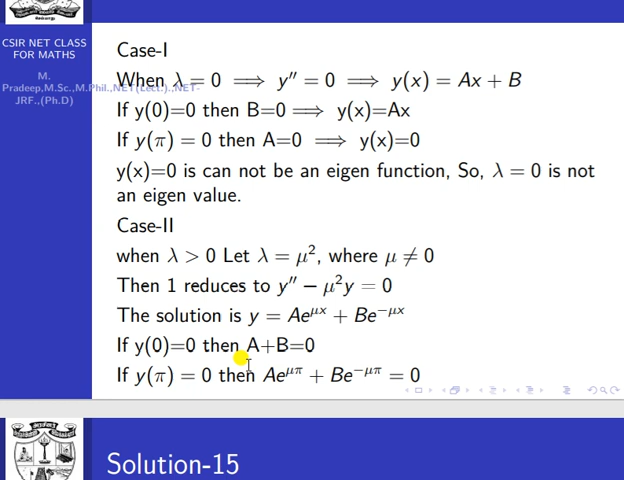 CSIR NET CLASS
FOR MATHS
M.
Pradeep,M.Sc.,M.Phil.,NET(Lect.),NET-
JRF.,(Ph.D)
Case-I
When λ = 0 ⟹ y″ = 0 ⟹ y(x) = Ax + B
If y(0)=0 then B=0 ⟹ y(x)=Ax
If y(π) = 0 then A=0 ⟹ y(x)=0
y(x)=0 is can not be an eigen function, So, λ = 0 is not
an eigen value.
Case-II
when λ > 0 Let λ = μ², where μ ≠ 0
Then 1 reduces to y″ − μ²y = 0
The solution is y = Ae^{μx} + Be^{−μx}
If y(0)=0 then A+B=0
If y(π) = 0 then Ae^{μπ} + Be^{−μπ} = 0
Solution-15